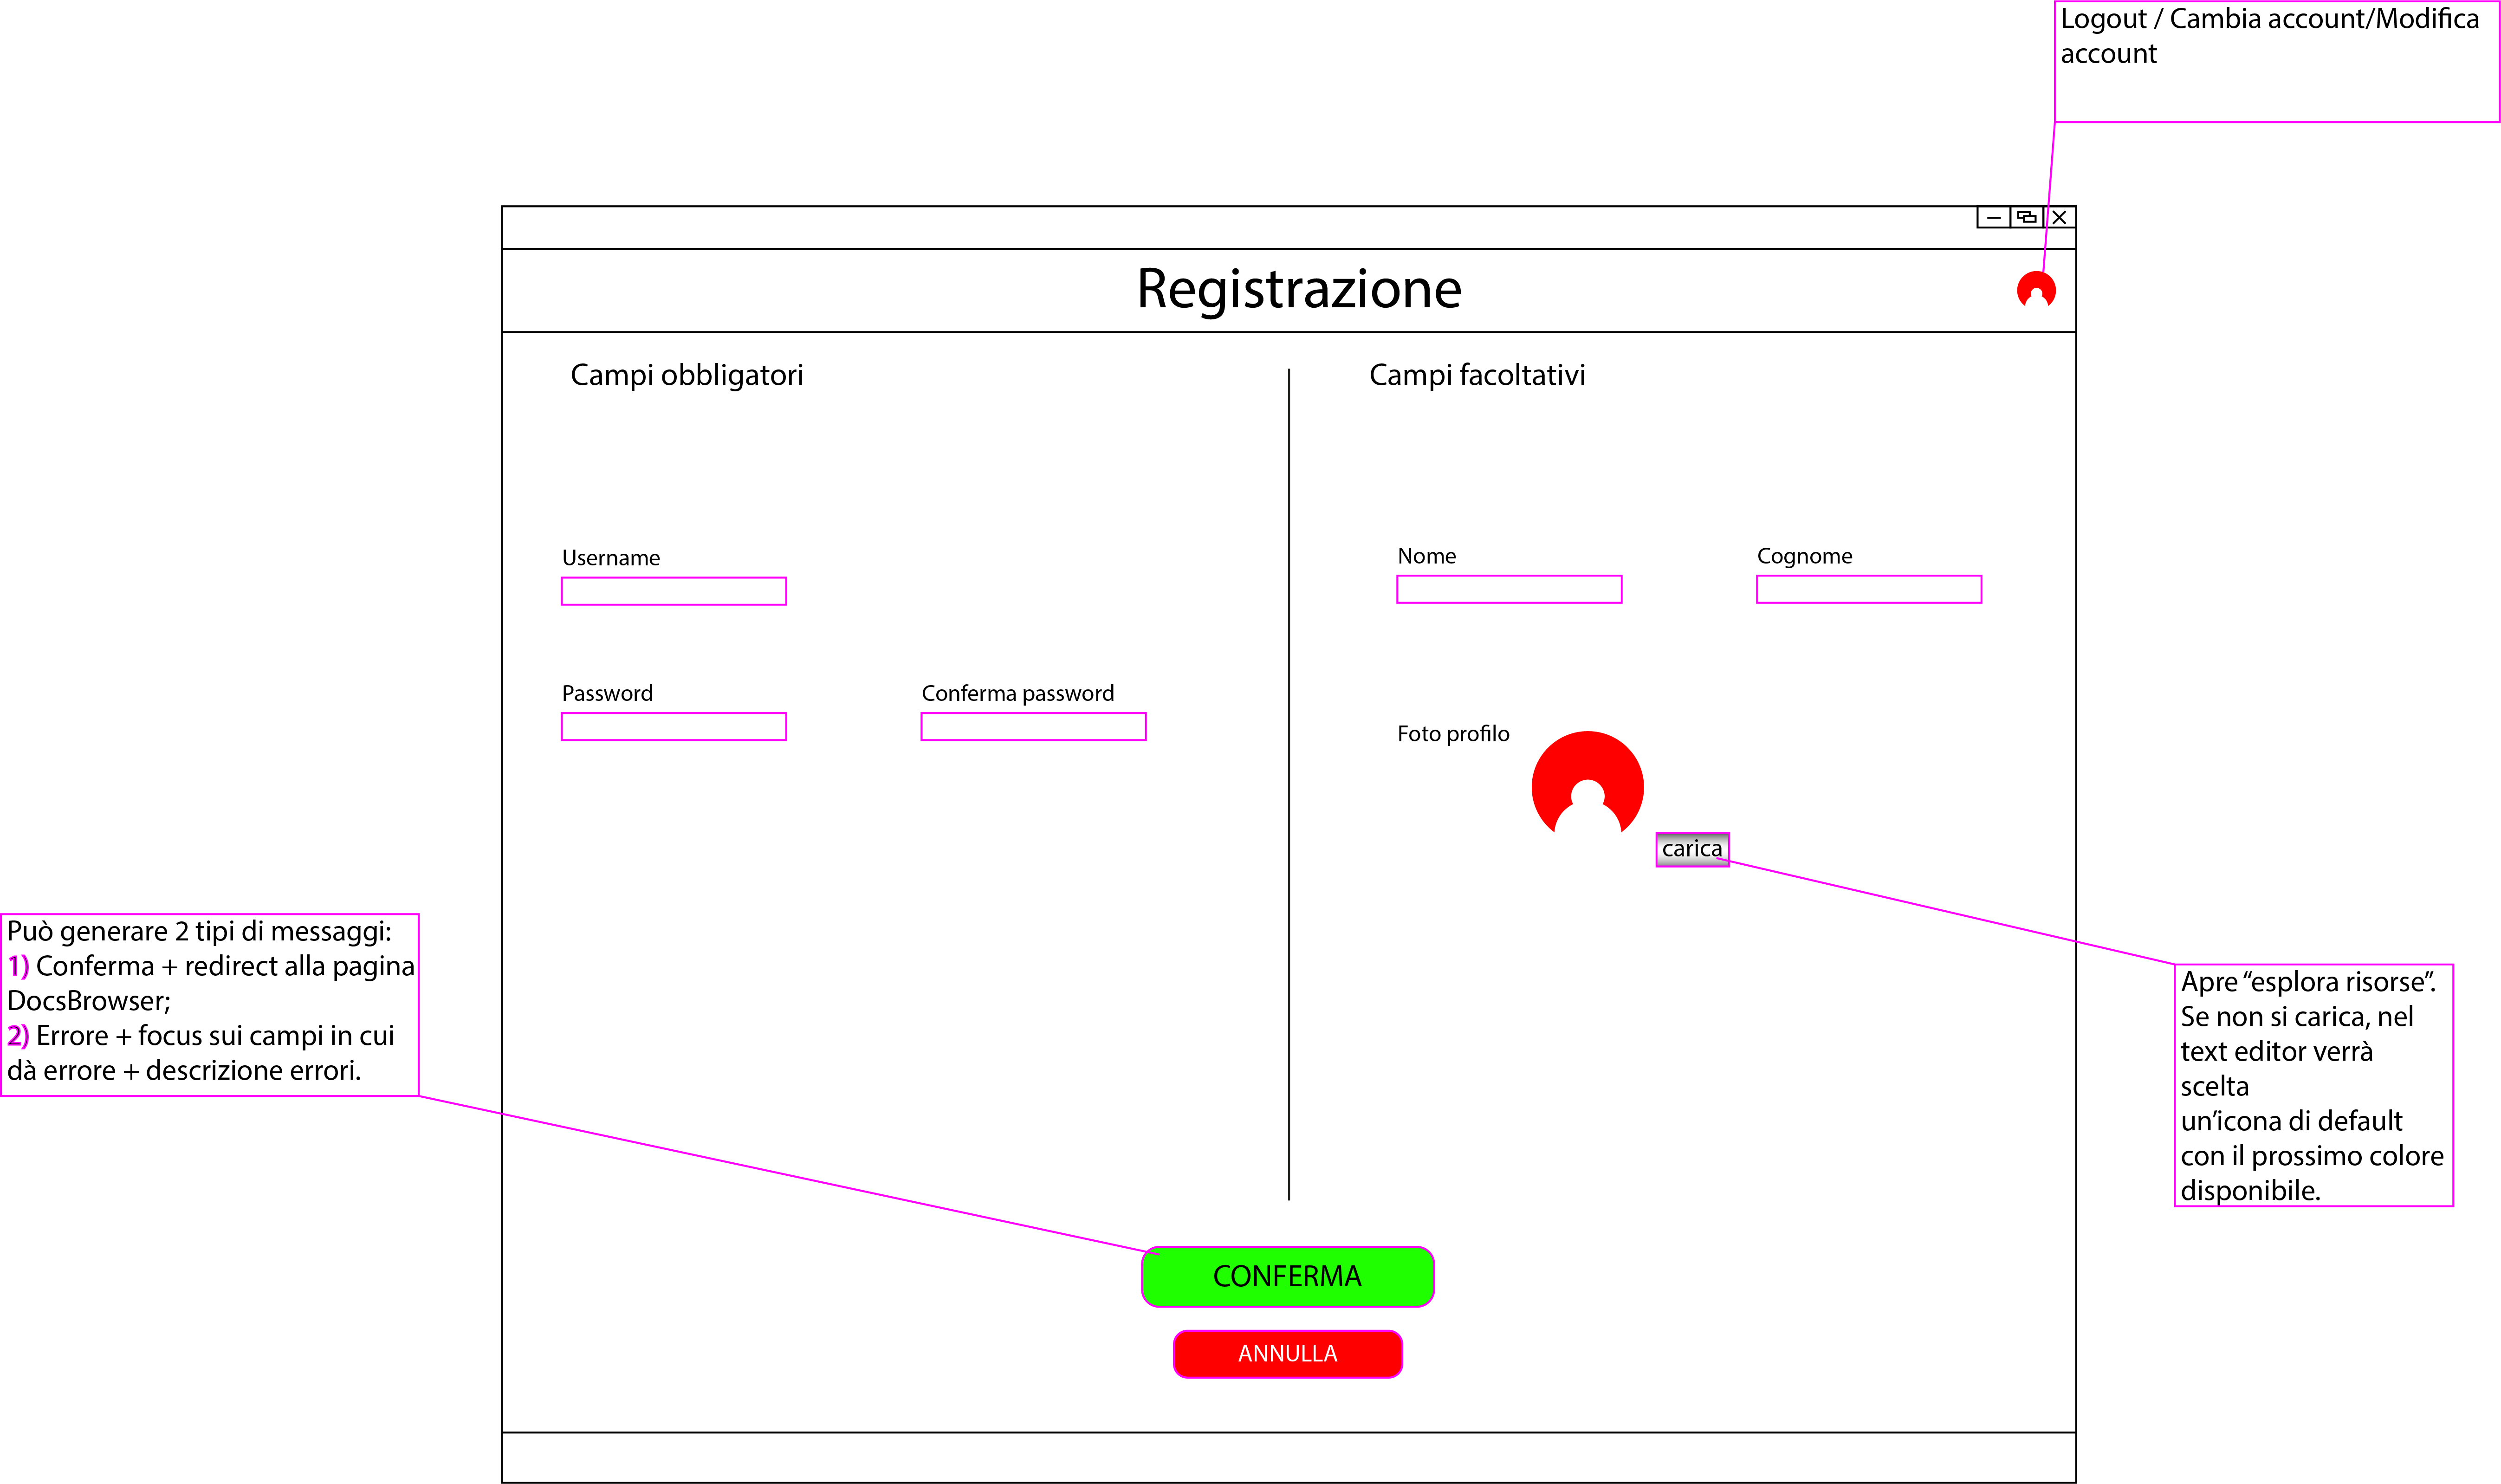 Logout / Cambia account/Modifica
account
Registrazione
Campi obbligatori
Campi facoltativi
Username
Nome
Cognome
Password
Conferma password
Foto profilo
carica
Può generare 2 tipi di messaggi:
1) Conferma + redirect alla pagina
DocsBrowser;
2) Errore + focus sui campi in cui
dà errore + descrizione errori.
Apre “esplora risorse”.
Se non si carica, nel
text editor verrà
scelta
un’icona di default
con il prossimo colore
disponibile.
CONFERMA
ANNULLA